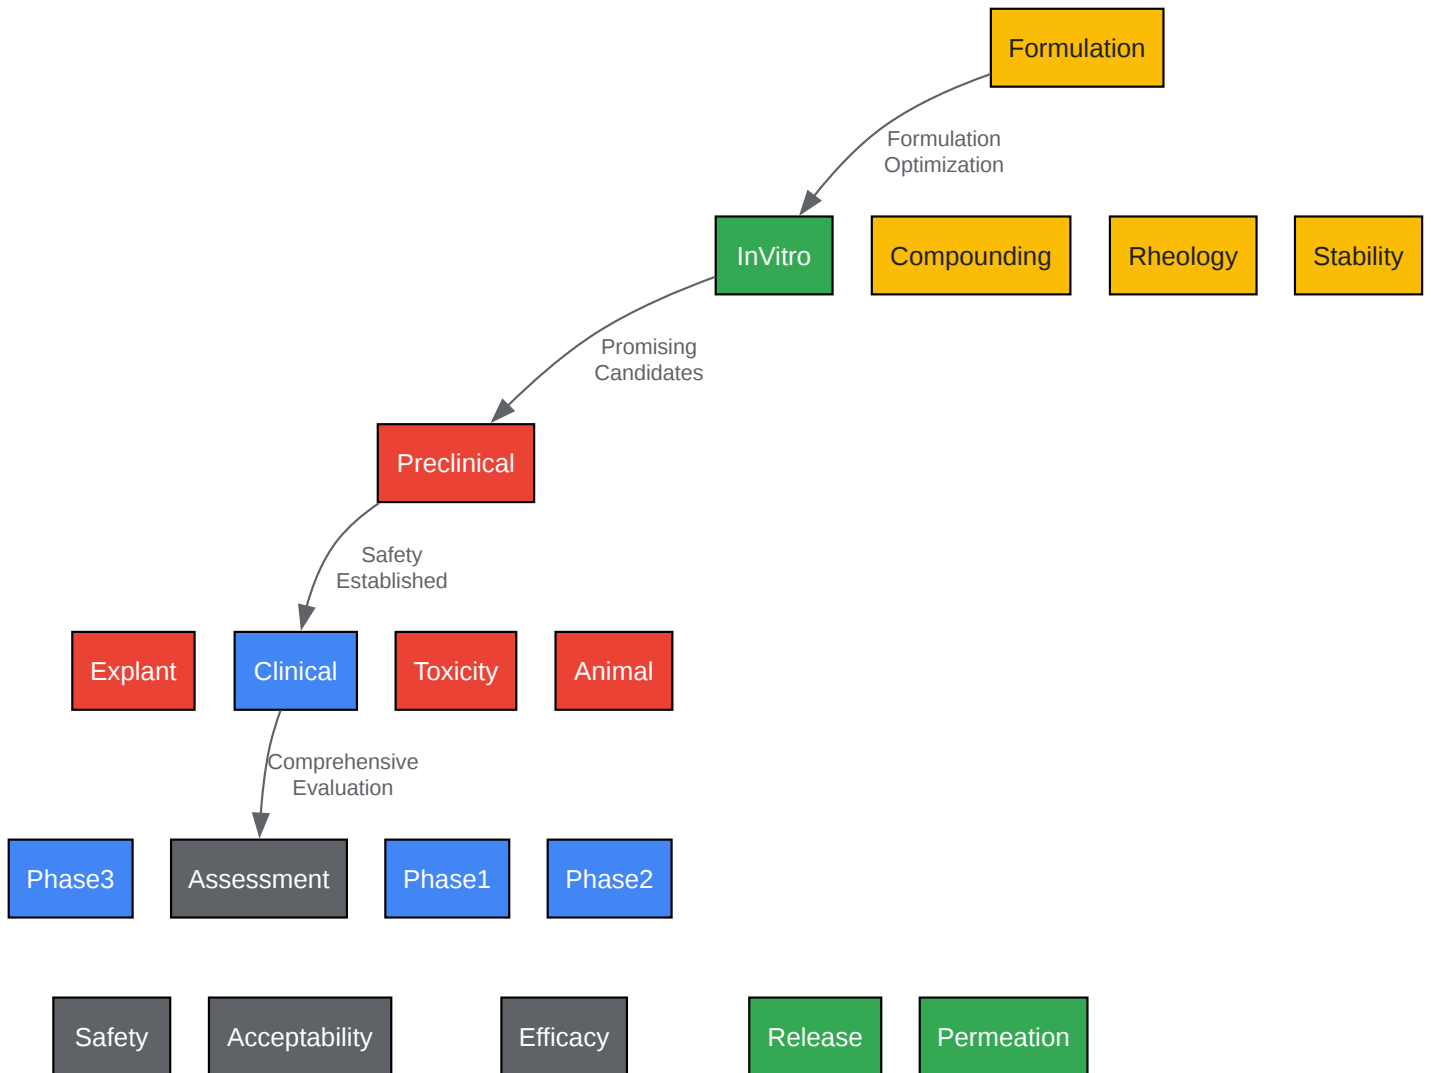 Formulation
Formulation
Optimization
InVitro
Compounding
Rheology
Stability
Promising
Candidates
Preclinical
Safety
Established
Explant
Clinical
Toxicity
Animal
Comprehensive
Evaluation
Phase3
Assessment
Phase1
Phase2
Safety
Acceptability
Efficacy
Release
Permeation